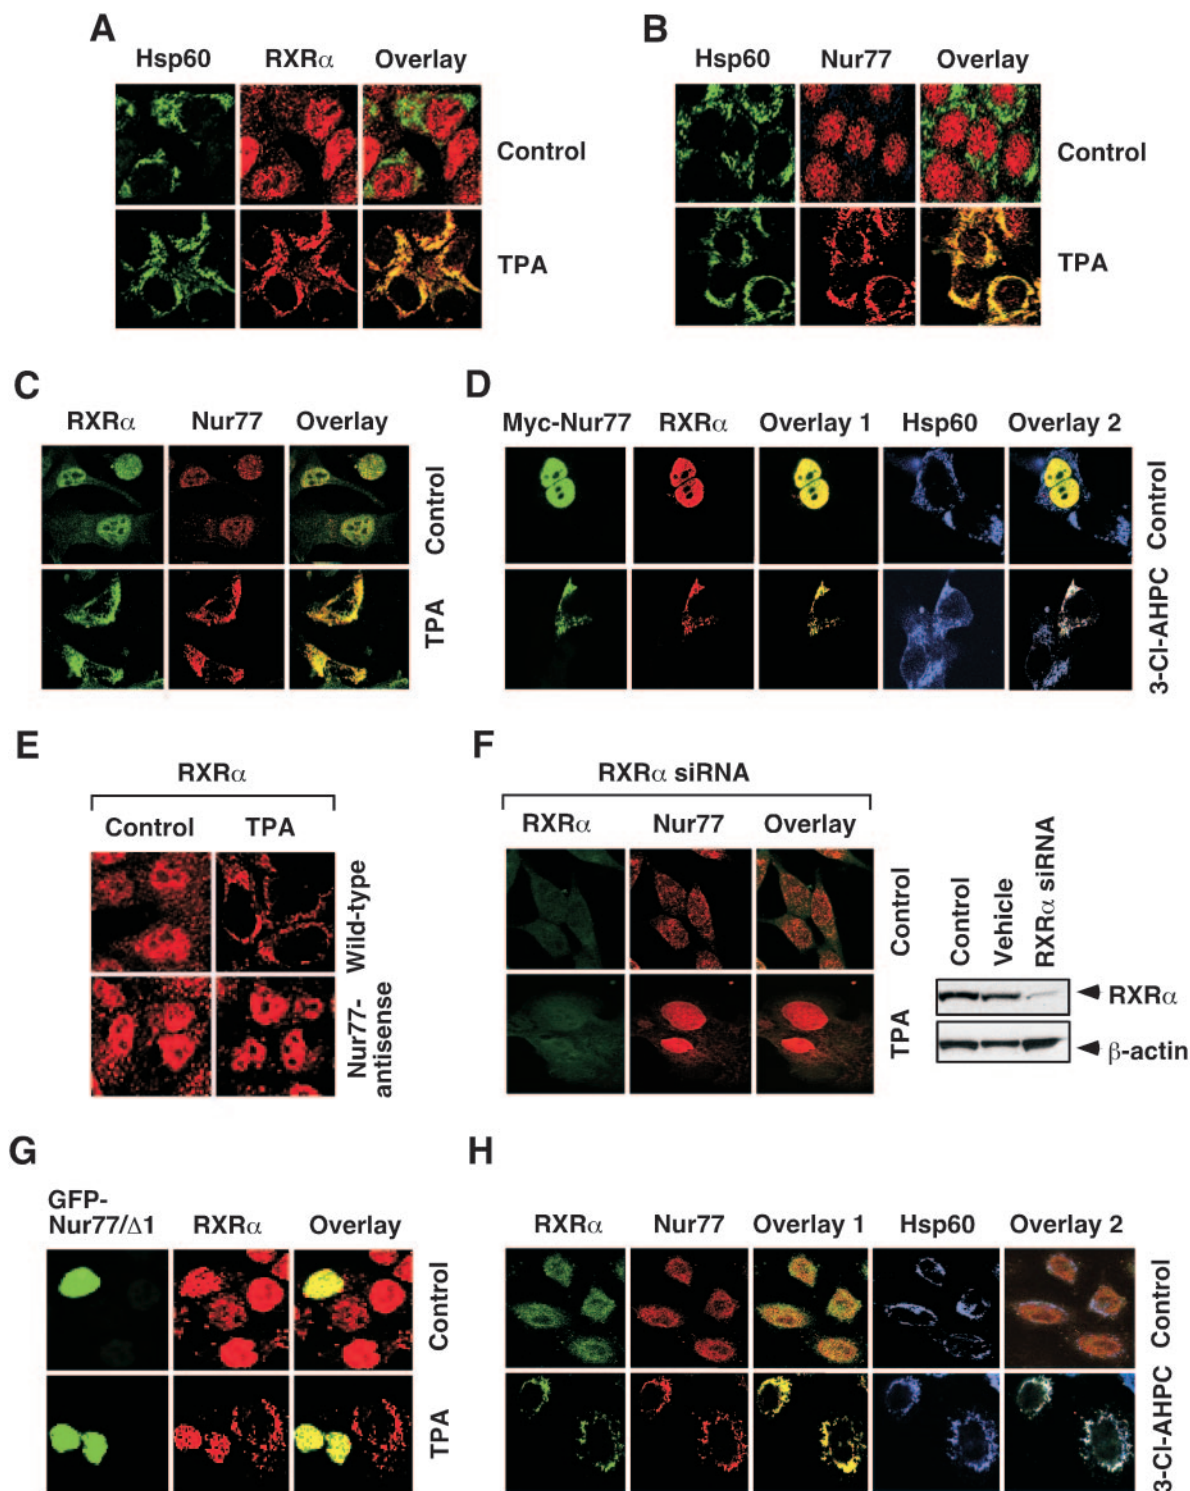 A
Hsp60 RXRα Overlay
Control
TPA
B
Hsp60 Nur77 Overlay
Control
TPA
C
RXRα Nur77 Overlay
Control
TPA
D
Myc-Nur77 RXRα Overlay 1 Hsp60 Overlay 2
Control
3-Cl-AHPC
E
RXRα
Control TPA
Wild-type
Nur77-
antisense
F
RXRα siRNA
RXRα Nur77 Overlay
Control
TPA
Control
Vehicle
RXRα siRNA
RXRα
β-actin
G
GFP-
Nur77/Δ1 RXRα Overlay
Control
TPA
H
RXRα Nur77 Overlay 1 Hsp60 Overlay 2
Control
3-Cl-AHPC